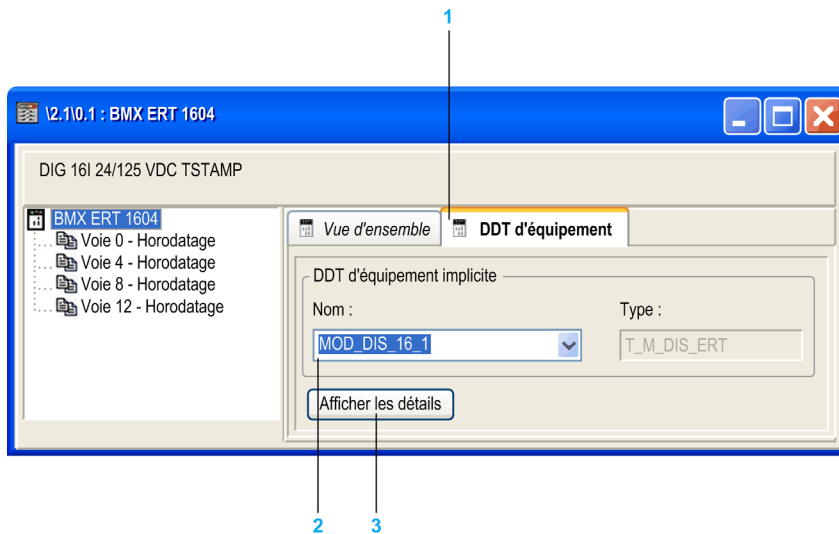 1
\2.1\0.1 : BMX ERT 1604
DIG 16I 24/125 VDC TSTAMP
BMX ERT 1604
Voie 0 - Horodatage
Voie 4 - Horodatage
Voie 8 - Horodatage
Voie 12 - Horodatage
Vue d'ensemble
DDT d'équipement
DDT d'équipement implicite
Nom :
Type :
MOD_DIS_16_1
T_M_DIS_ERT
Afficher les détails
2
3